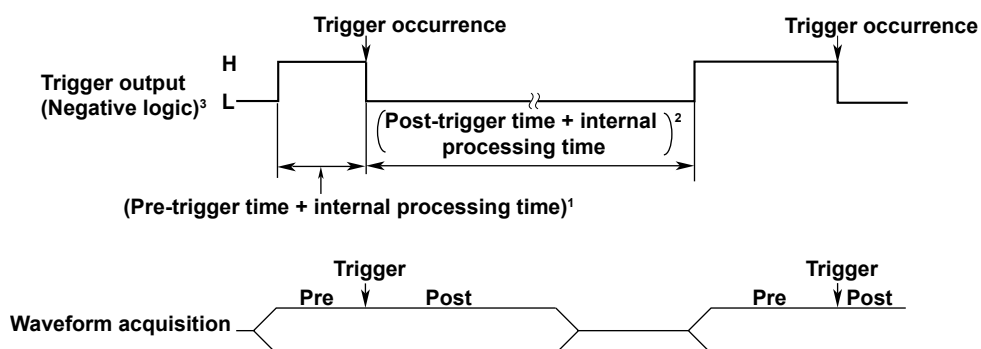 Trigger occurrence
Trigger occurrence
H
Trigger output
(Negative logic)³
L
(Post-trigger time + internal
processing time)²
(Pre-trigger time + internal processing time)¹
Trigger
Trigger
Pre
Post
Pre
Post
Waveform acquisition